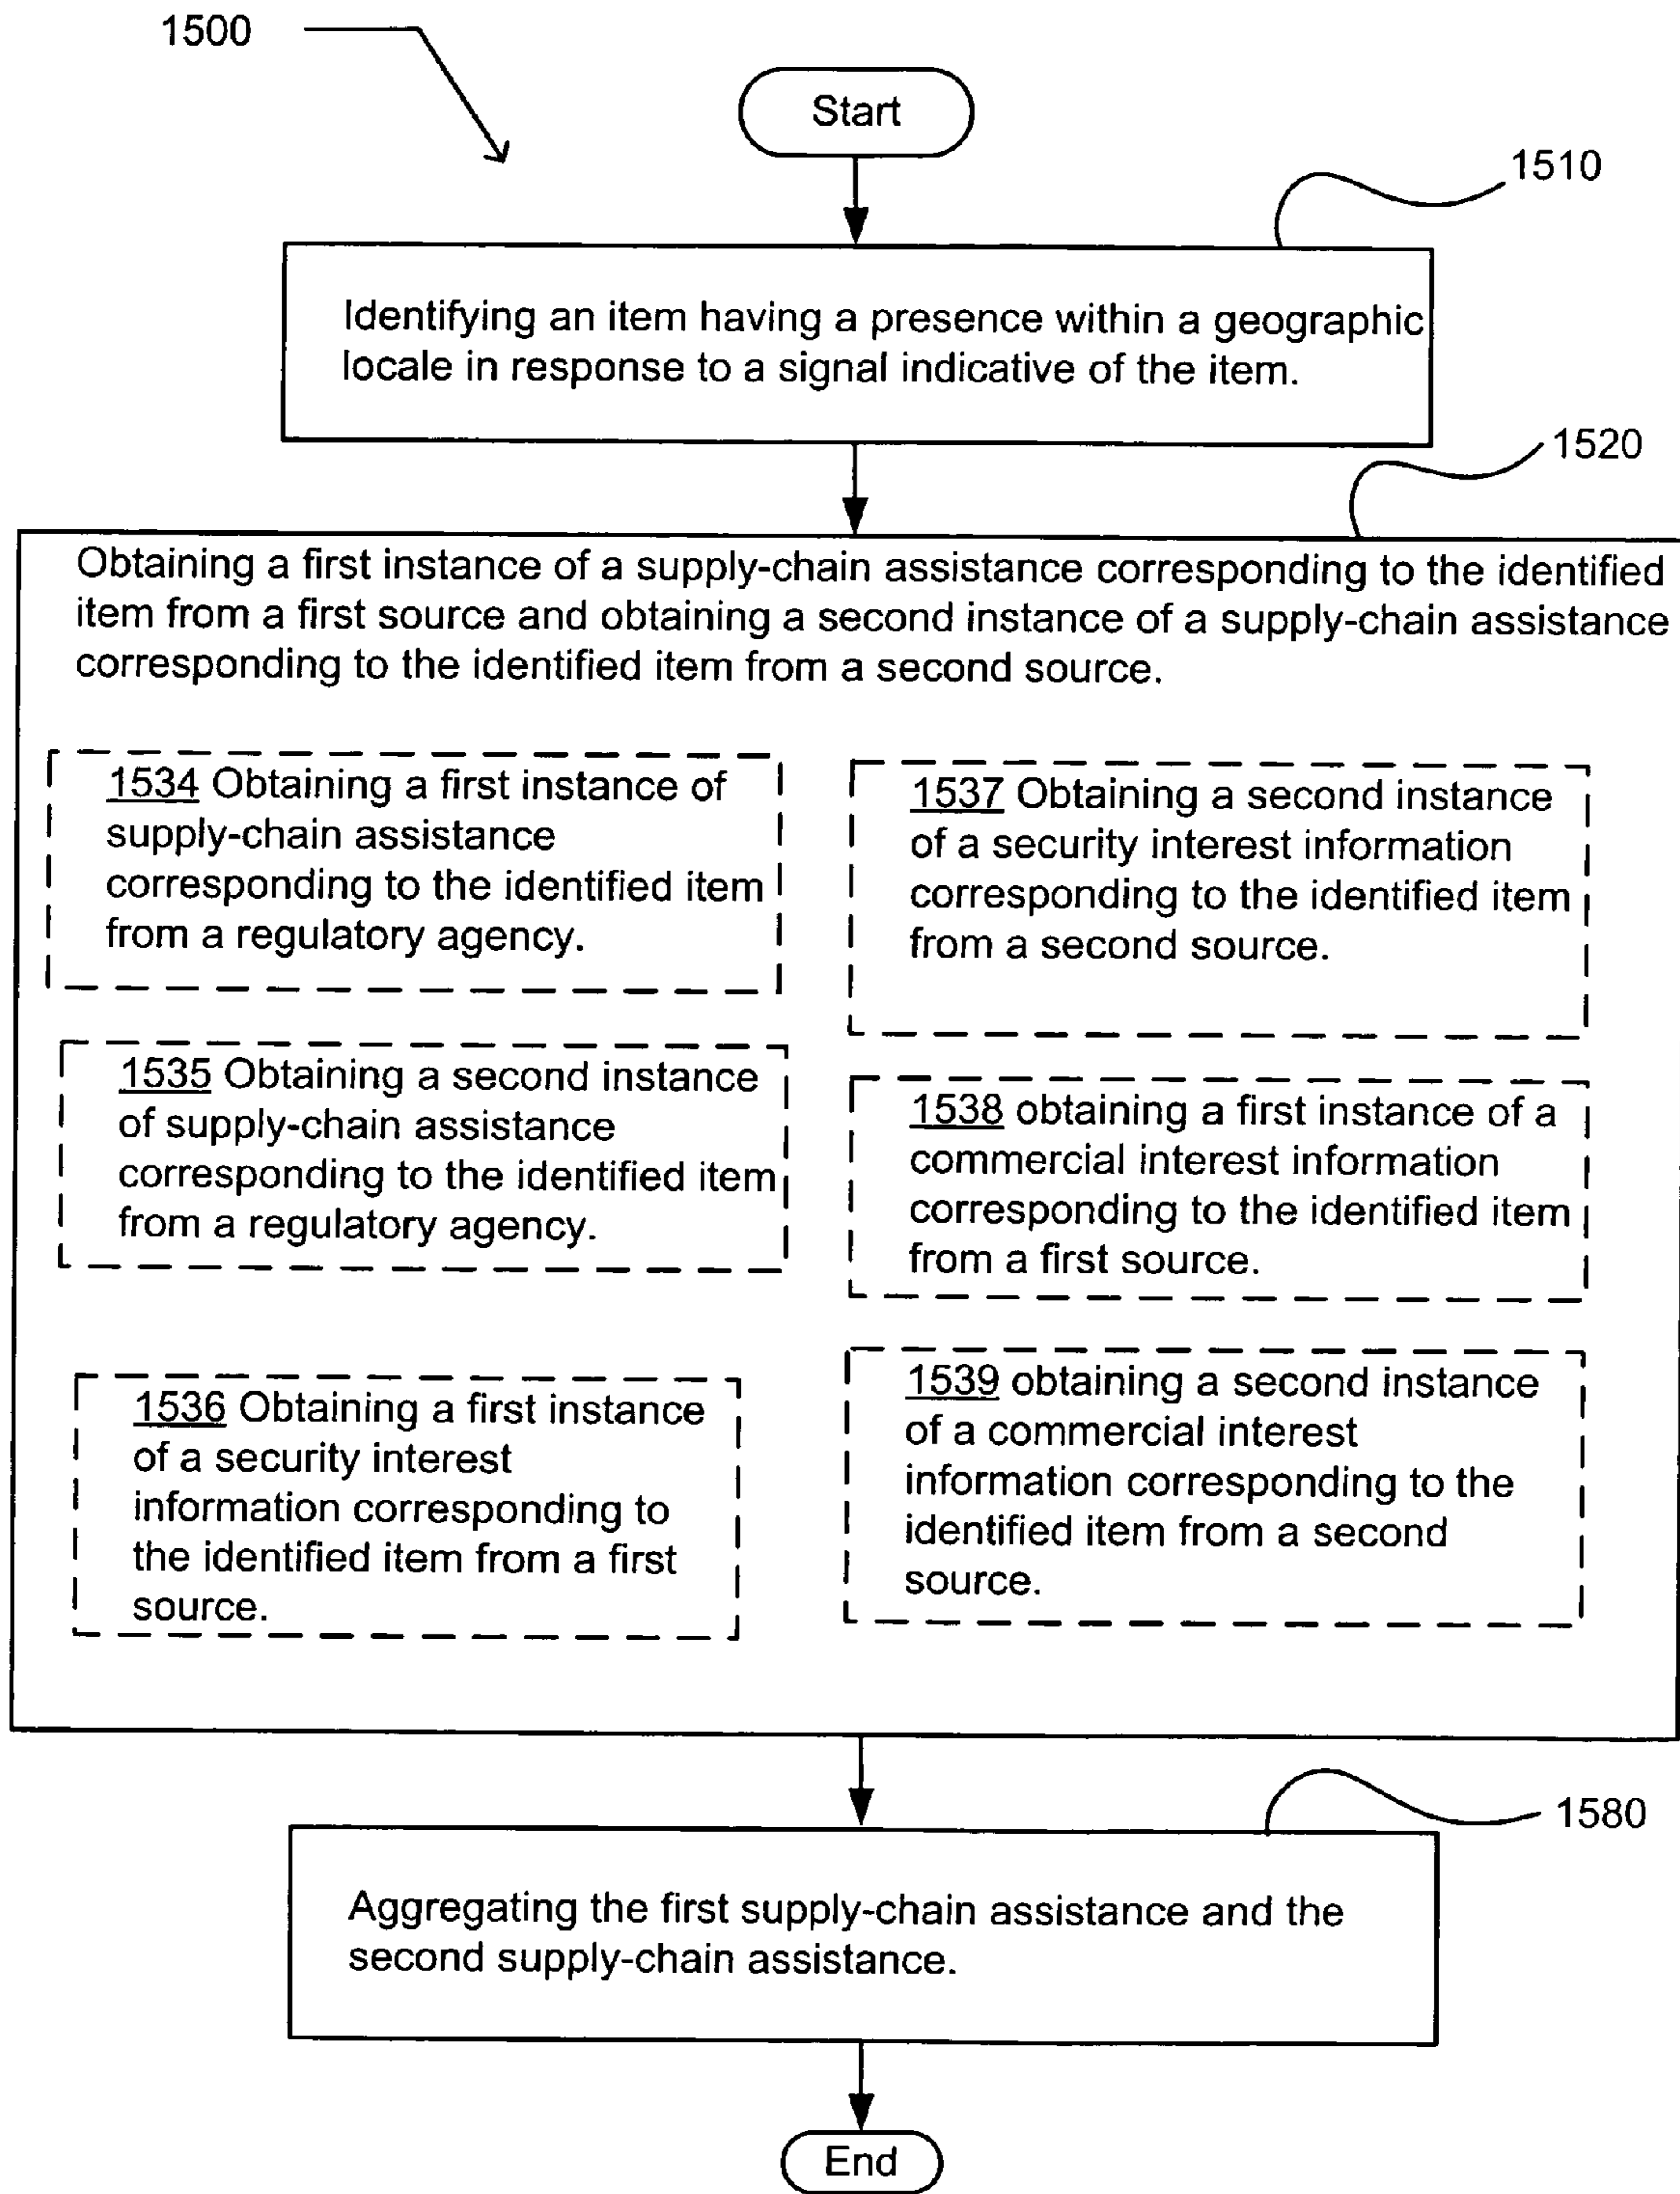 1500
Start
1510
Identifying an item having a presence within a geographic
locale in response to a signal indicative of the item.
1520
Obtaining a first instance of a supply-chain assistance corresponding to the identified
item from a first source and obtaining a second instance of a supply-chain assistance
corresponding to the identified item from a second source.
1534 Obtaining a first instance of
supply-chain assistance
corresponding to the identified item
from a regulatory agency.
1535 Obtaining a second instance
of supply-chain assistance
corresponding to the identified item
from a regulatory agency.
1536 Obtaining a first instance
of a security interest
information corresponding to
the identified item from a first
source.
1537 Obtaining a second instance
of a security interest information
corresponding to the identified item
from a second source.
1538 obtaining a first instance of a
commercial interest information
corresponding to the identified item
from a first source.
1539 obtaining a second instance
of a commercial interest
information corresponding to the
identified item from a second
source.
1580
Aggregating the first supply-chain assistance and the
second supply-chain assistance.
End